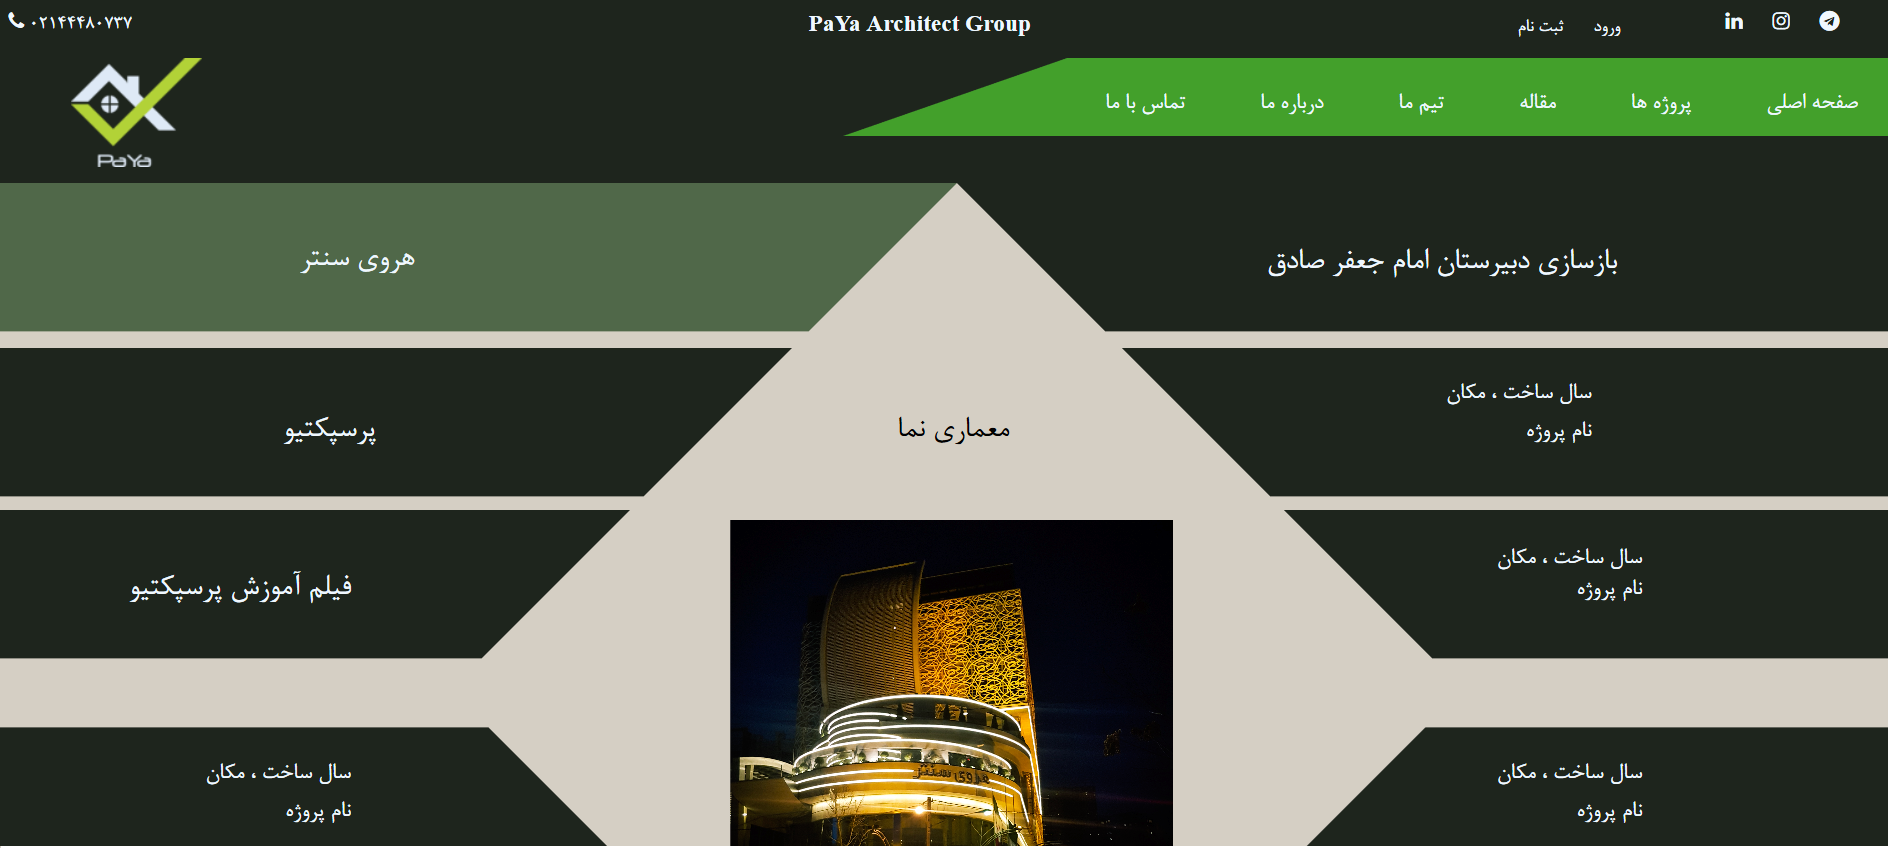 ۰۲۱۴۴۴۸۰۷۳۷
PaYa Architect Group
ورود
ثبت نام
PaYa
صفحه اصلی
پروژه ها
مقاله
تیم ما
درباره ما
تماس با ما
بازسازی دبیرستان امام جعفر صادق
هروی سنتر
سال ساخت ، مکان
نام پروژه
معماری نما
پرسپکتیو
سال ساخت ، مکان
نام پروژه
فیلم آموزش پرسپکتیو
هروی سنتر
سال ساخت ، مکان
نام پروژه
سال ساخت ، مکان
نام پروژه